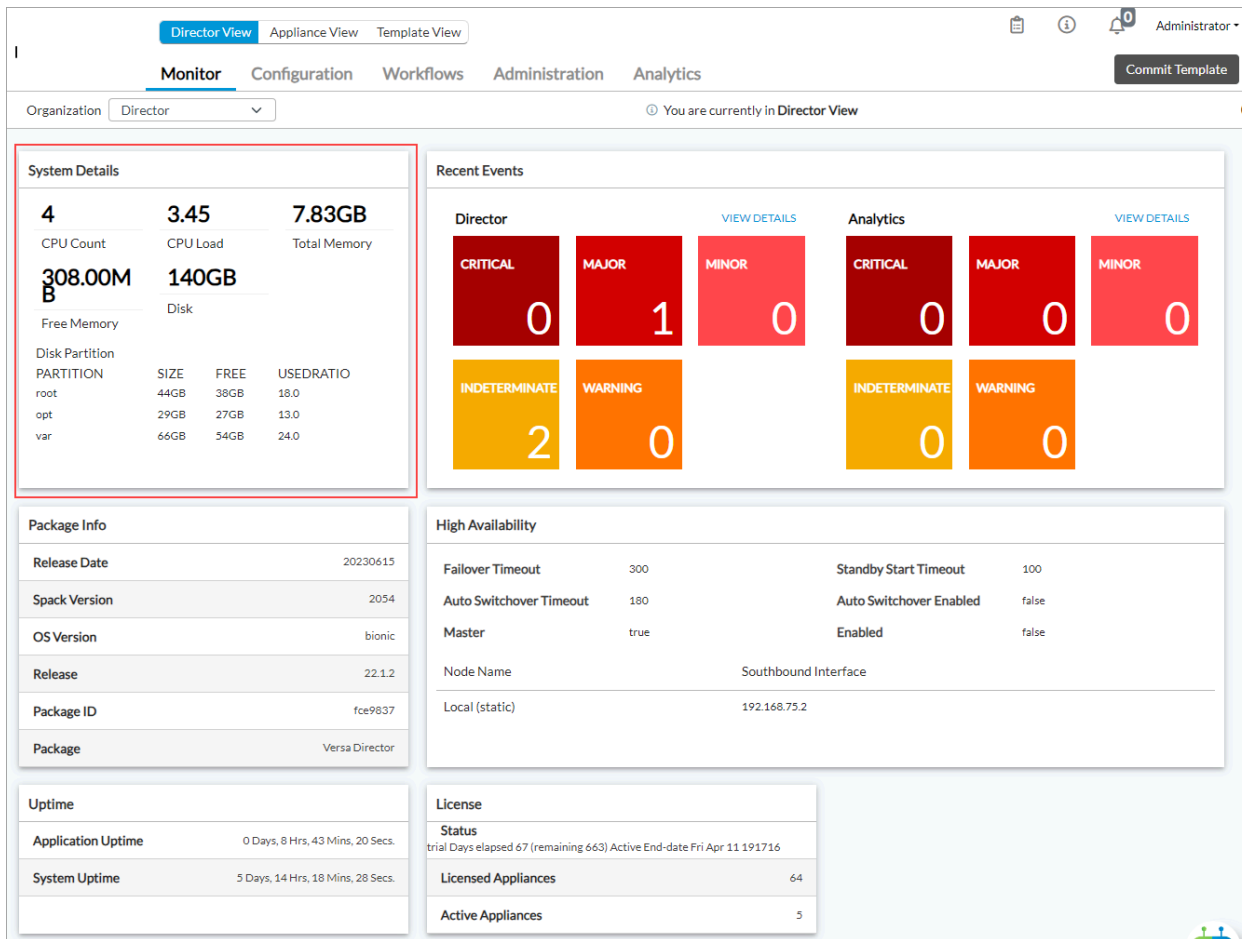 Director View Appliance View Template View
0 Administrator
Monitor Configuration Workflows Administration Analytics
Commit Template
Organization Director You are currently in Director View
System Details
4 3.45 7.83GB
CPU Count CPU Load Total Memory
308.00M
B
140GB
Free Memory
Disk
Disk Partition
PARTITION SIZE FREE USEDRATIO
root 44GB 38GB 18.0
opt 29GB 27GB 13.0
var 66GB 54GB 24.0
Recent Events
Director VIEW DETAILS
CRITICAL MAJOR MINOR
0 1 0
INDETERMINATE WARNING
2 0
Analytics VIEW DETAILS
CRITICAL MAJOR MINOR
0 0 0
INDETERMINATE WARNING
0 0
Package Info
Release Date 20230615
Spack Version 2054
OS Version bionic
Release 22.1.2
Package ID fce9837
Package Versa Director
High Availability
Failover Timeout 300 Standby Start Timeout 100
Auto Switchover Timeout 180 Auto Switchover Enabled false
Master true Enabled false
Node Name Southbound Interface
Local (static) 192.168.75.2
Uptime
Application Uptime 0 Days, 8 Hrs, 43 Mins, 20 Secs.
System Uptime 5 Days, 14 Hrs, 18 Mins, 28 Secs.
License
Status
trial Days elapsed 67 (remaining 663) Active End-date Fri Apr 11 191716
Licensed Appliances 64
Active Appliances 5